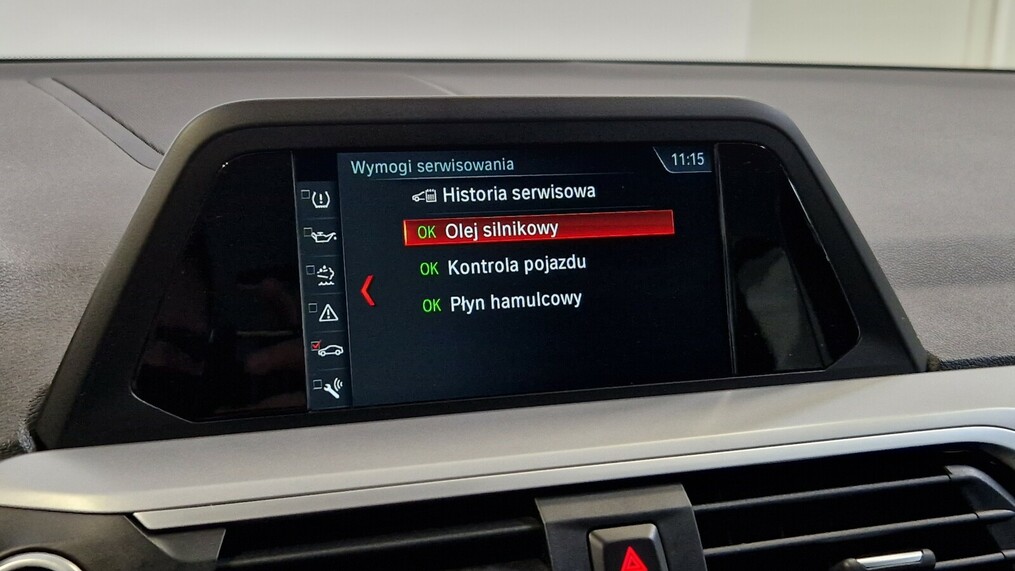 Wymogi serwisowania
11:15
Historia serwisowa
OK Olej silnikowy
OK Kontrola pojazdu
OK Płyn hamulcowy